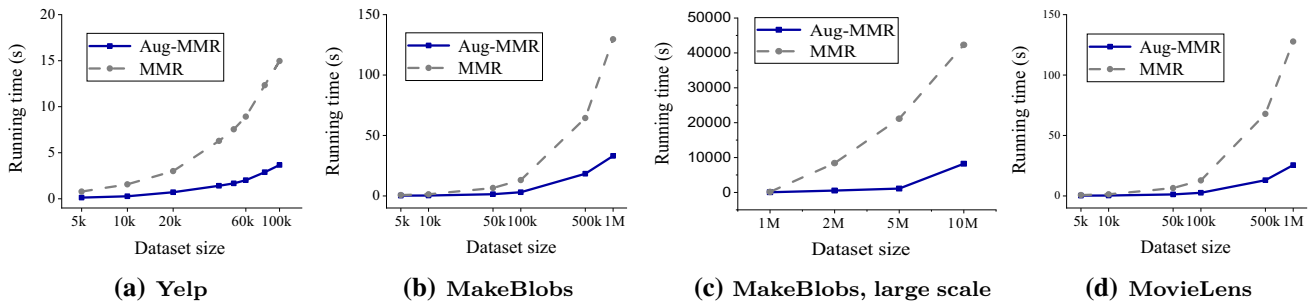 Running time (s)
20
15
10
5
0
Aug-MMR
MMR
5k 10k 20k 60k 100k
Dataset size
(a) Yelp
Running time (s)
150
100
50
0
Aug-MMR
MMR
5k 10k 50k 100k 500k 1M
Dataset size
(b) MakeBlobs
Running time (s)
50000
40000
30000
20000
10000
0
Aug-MMR
MMR
1M 2M 5M 10M
Dataset size
(c) MakeBlobs, large scale
Running time (s)
150
100
50
0
Aug-MMR
MMR
5k 10k 50k 100k 500k 1M
Dataset size
(d) MovieLens